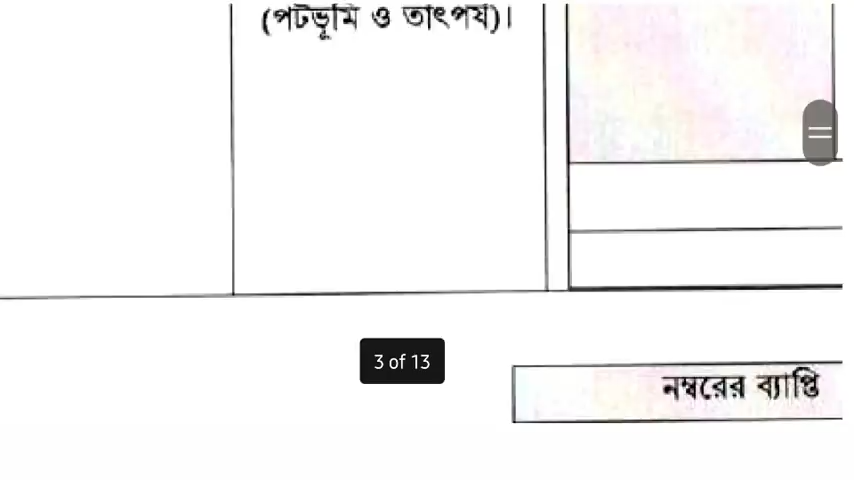 (পটভূমি ও তাৎপর্য)।
3 of 13
নম্বরের ব্যাপ্তি